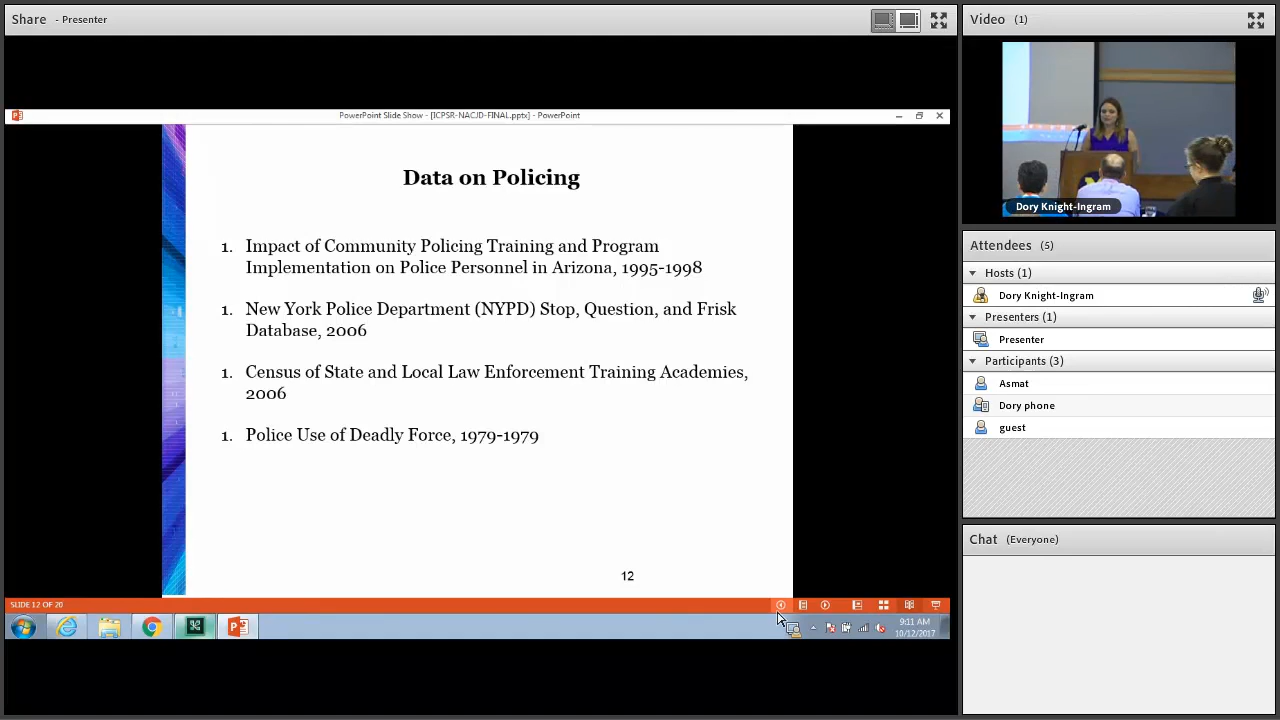 Share - Presenter
PowerPoint Slide Show - [ICPSR-NACJD-FINAL.pptx] - PowerPoint
Data on Policing
1. Impact of Community Policing Training and Program
Implementation on Police Personnel in Arizona, 1995-1998
1. New York Police Department (NYPD) Stop, Question, and Frisk
Database, 2006
1. Census of State and Local Law Enforcement Training Academies,
2006
1. Police Use of Deadly Force, 1979-1979
12
SLIDE 12 OF 20
9:11 AM
10/12/2017
Video (1)
Dory Knight-Ingram
Attendees (5)
Hosts (1)
Dory Knight-Ingram
Presenters (1)
Presenter
Participants (3)
Asmat
Dory phone
guest
Chat (Everyone)